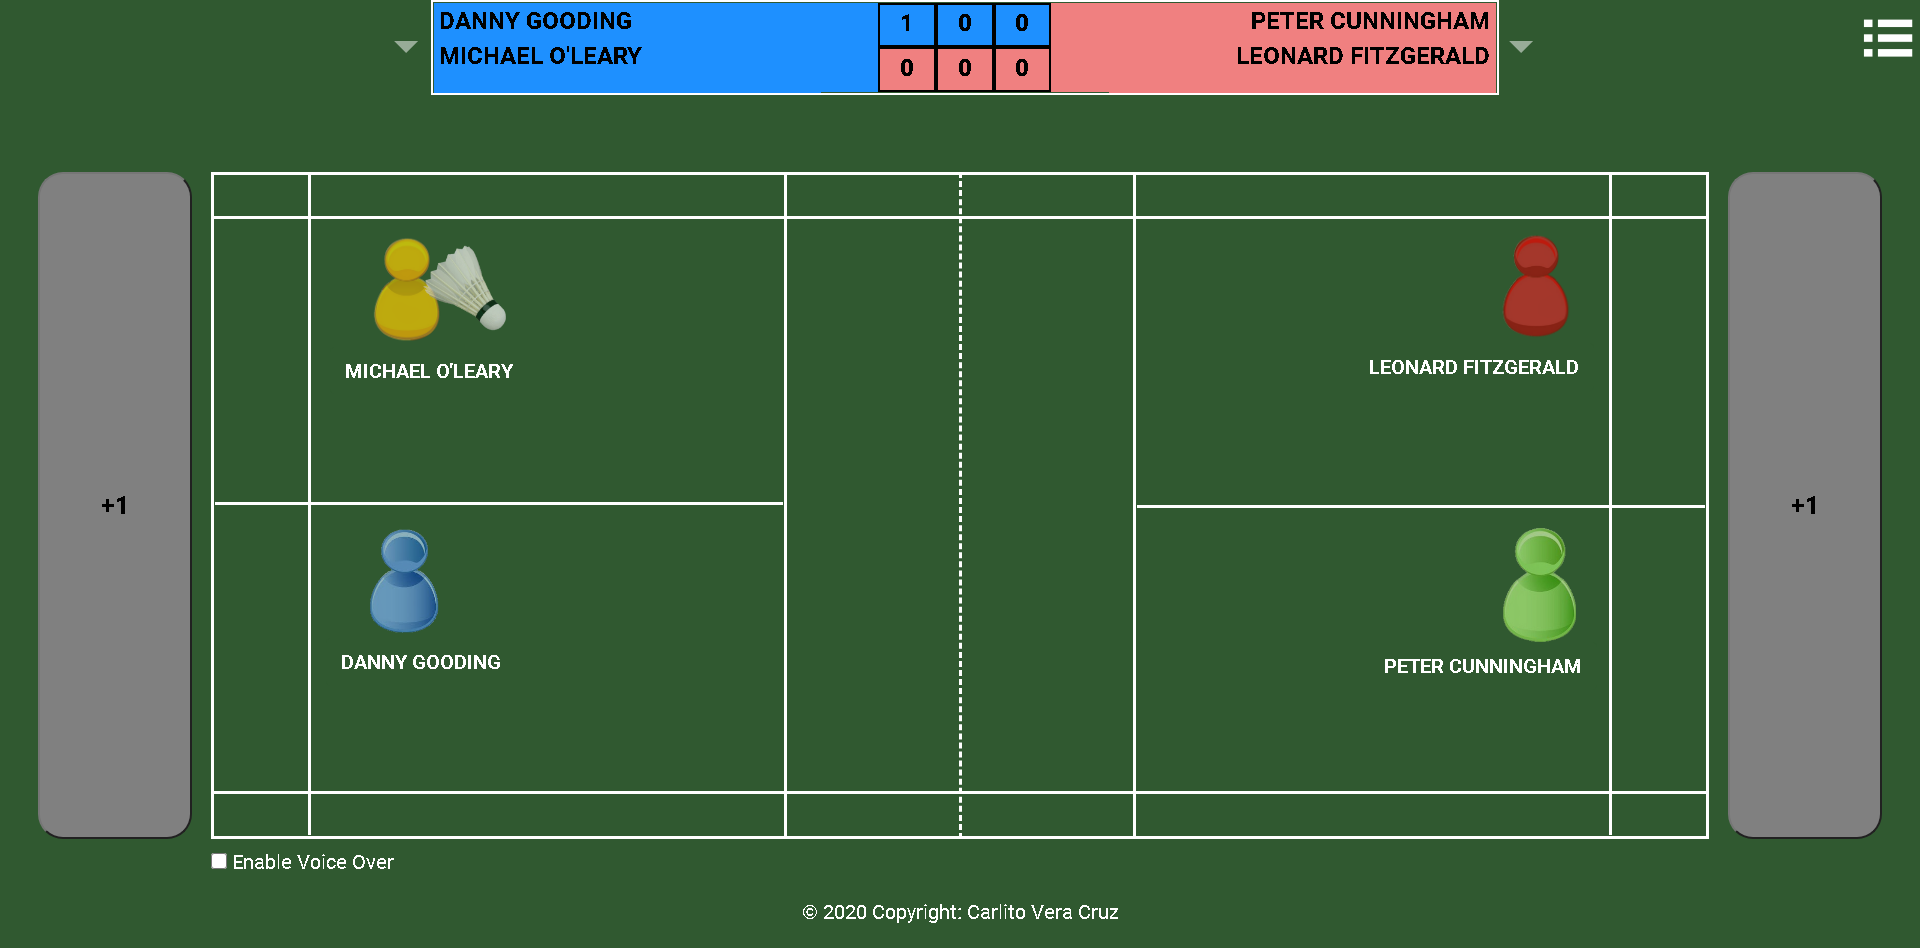 DANNY GOODING
MICHAEL O'LEARY
1 0 0
0 0 0
PETER CUNNINGHAM
LEONARD FITZGERALD
+1
MICHAEL O'LEARY
LEONARD FITZGERALD
+1
DANNY GOODING
PETER CUNNINGHAM
Enable Voice Over
© 2020 Copyright: Carlito Vera Cruz